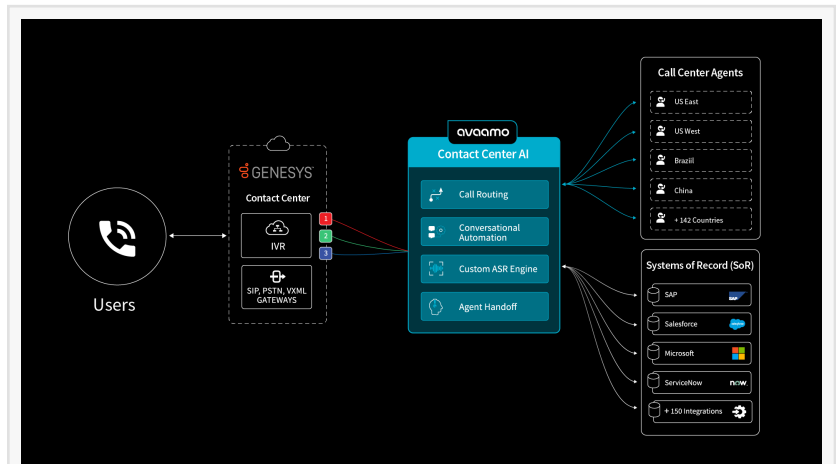 Users
GENESYS
Contact Center
IVR
SIP, PSTN, VXML
GATEWAYS
1
2
3
avaamo
Contact Center AI
Call Routing
Conversational
Automation
Custom ASR Engine
Agent Handoff
Call Center Agents
US East
US West
Braziil
China
+ 142 Countries
Systems of Record (SoR)
SAP
SAP
Salesforce
Microsoft
ServiceNow
now.
+ 150 Integrations